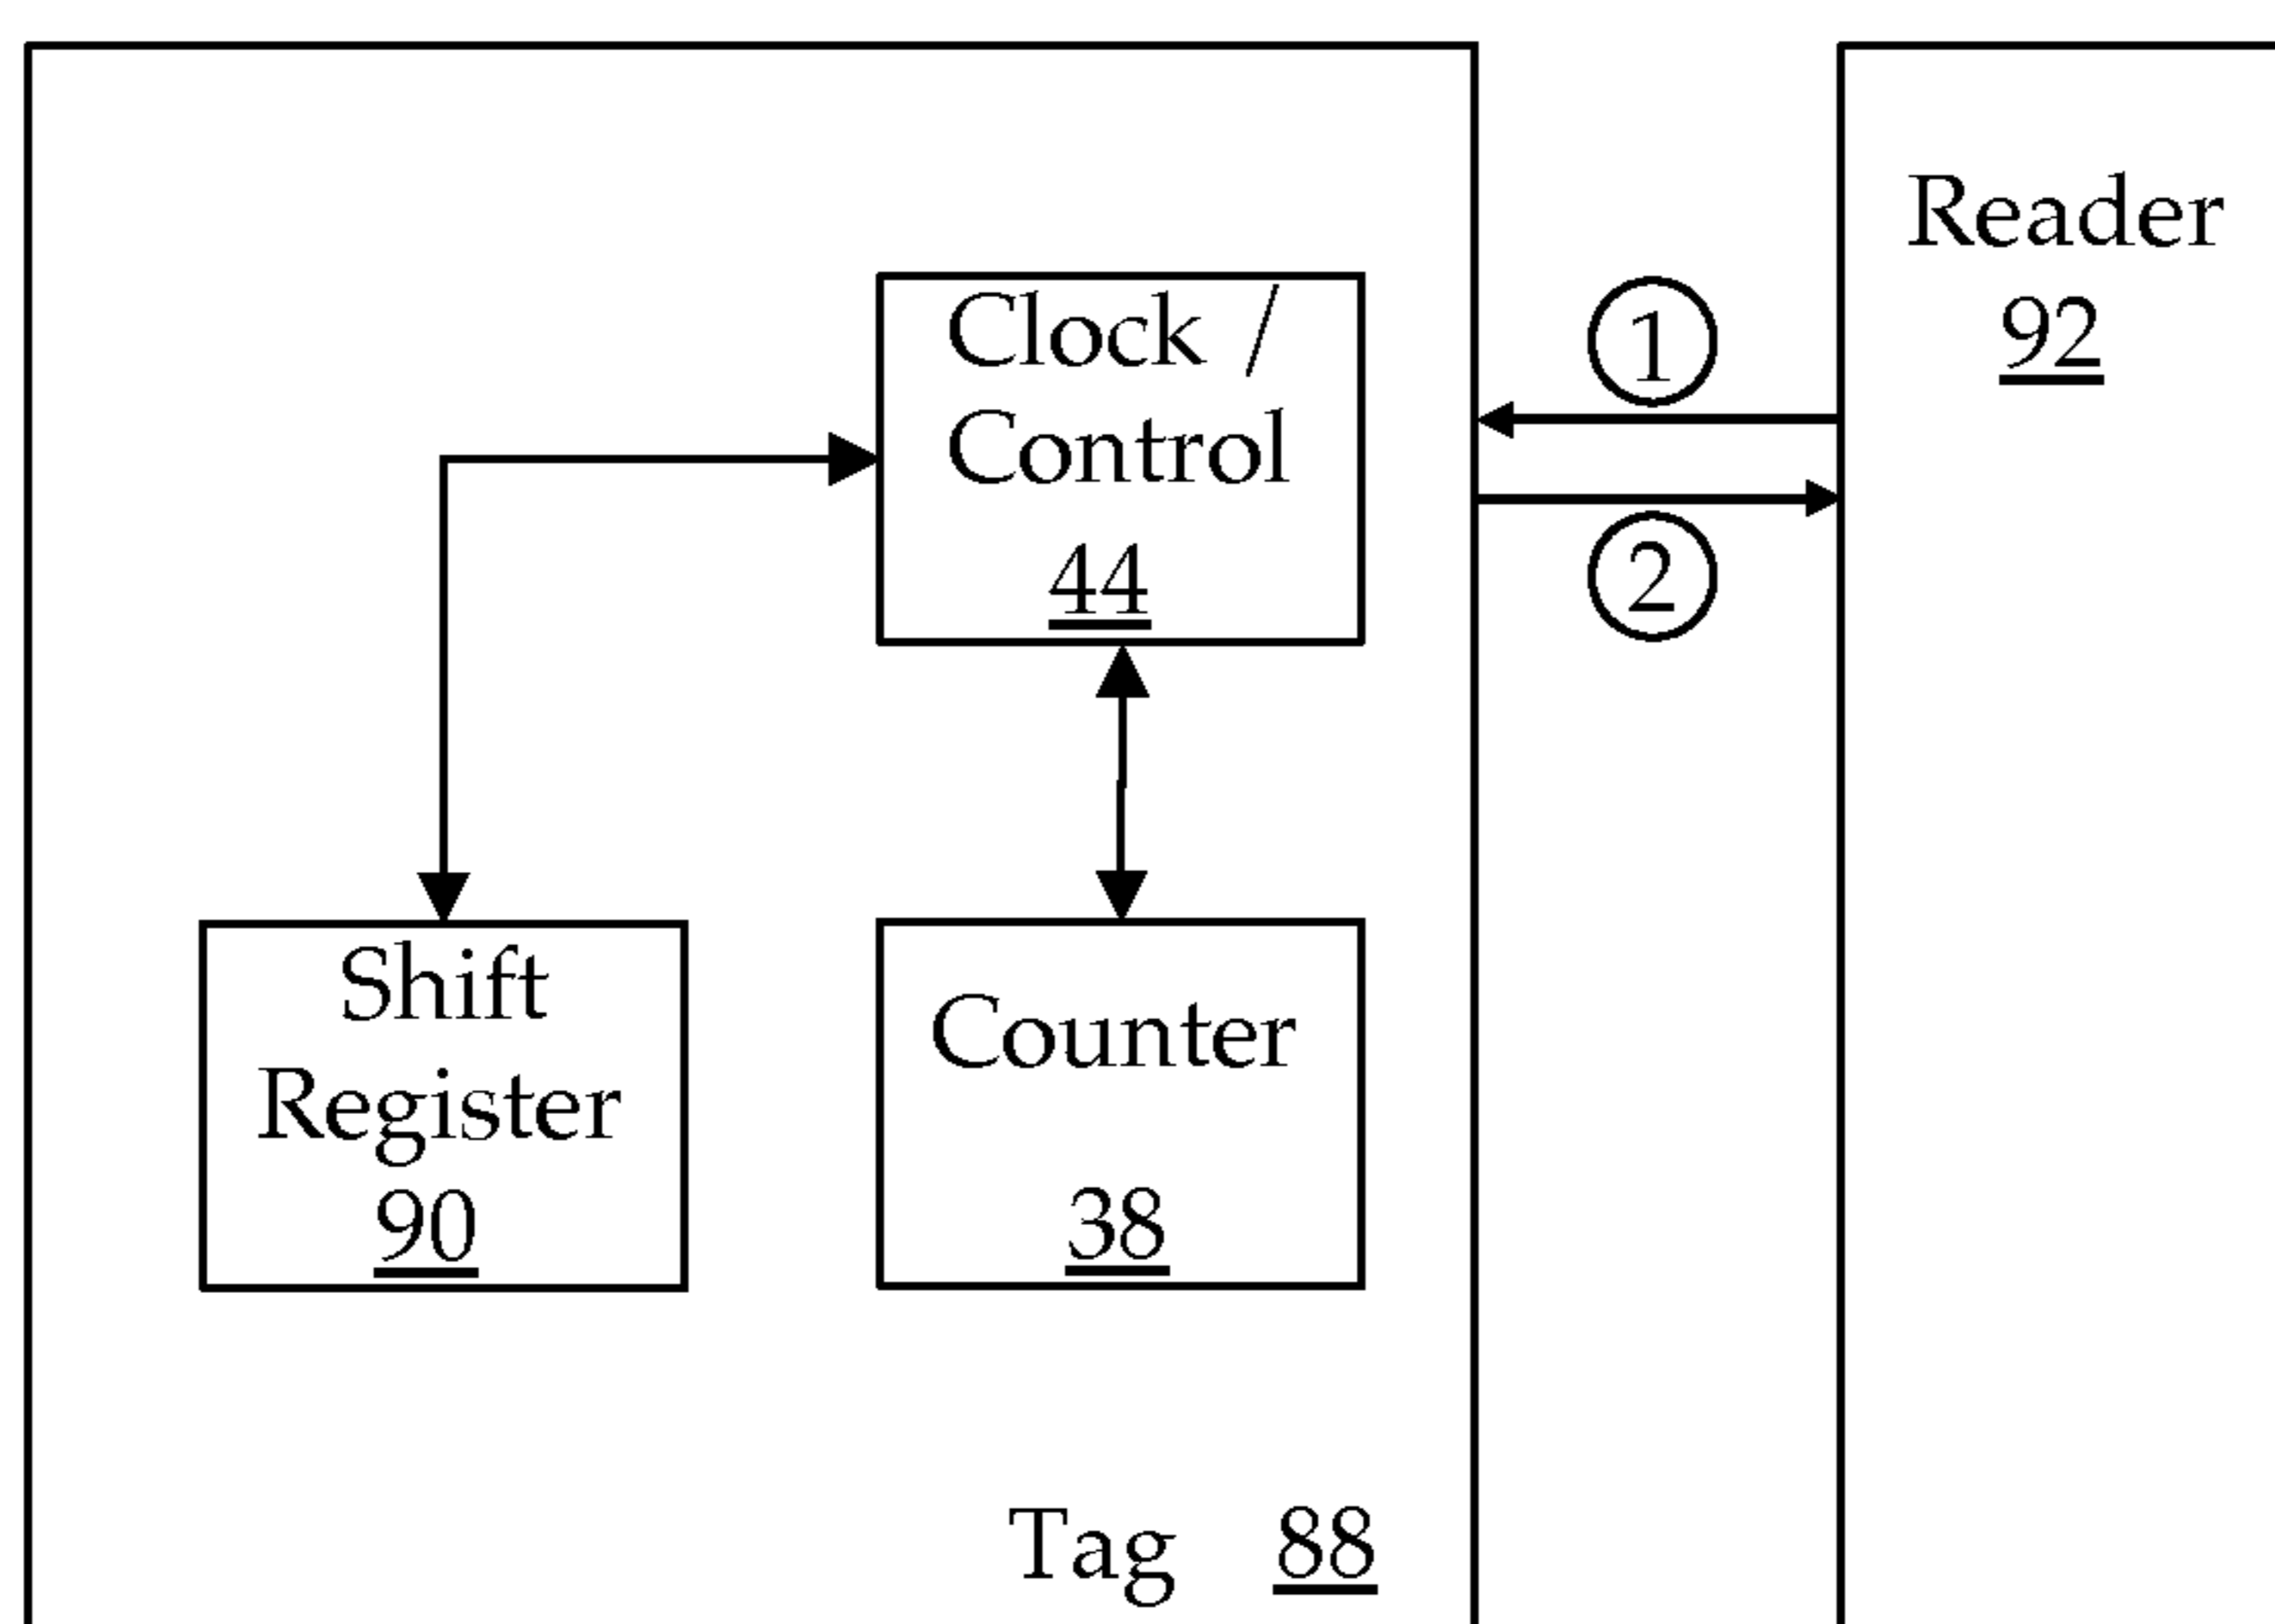 Clock /
Control
44
Shift
Register
90
Counter
38
Tag 88
1
2
Reader
92